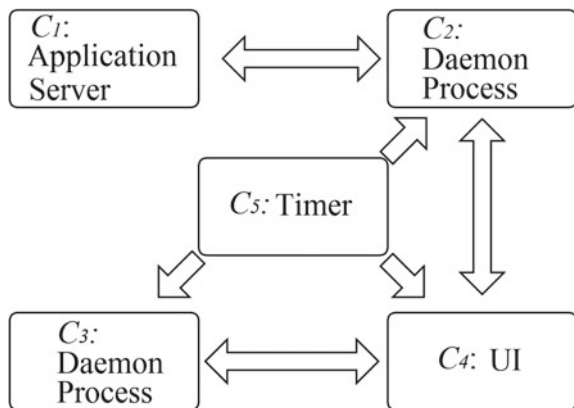 C1:
Application
Server
C2:
Daemon
Process
C5: Timer
C3:
Daemon
Process
C4: UI